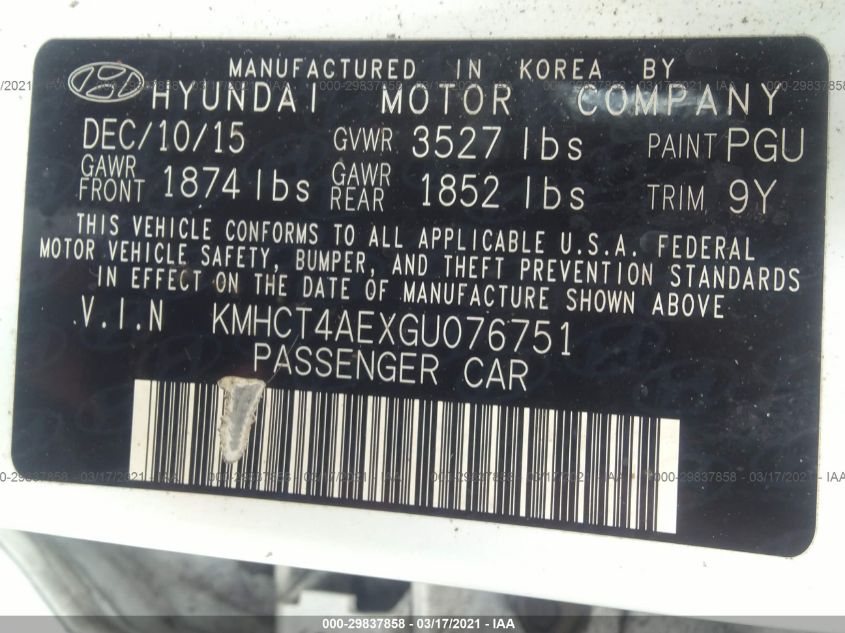 MANUFACTURED IN KOREA BY
HYUNDAI MOTOR COMPANY
DEC/10/15 GVWR 3527 lbs PAINT PGU
GAWR FRONT 1874 lbs GAWR REAR 1852 lbs TRIM 9Y
THIS VEHICLE CONFORMS TO ALL APPLICABLE U.S.A. FEDERAL
MOTOR VEHICLE SAFETY, BUMPER, AND THEFT PREVENTION STANDARDS
IN EFFECT ON THE DATE OF MANUFACTURE SHOWN ABOVE
V.I.N KMHCT4AEXGU076751
PASSENGER CAR
000-29837858 - 03/17/2021 - IAA